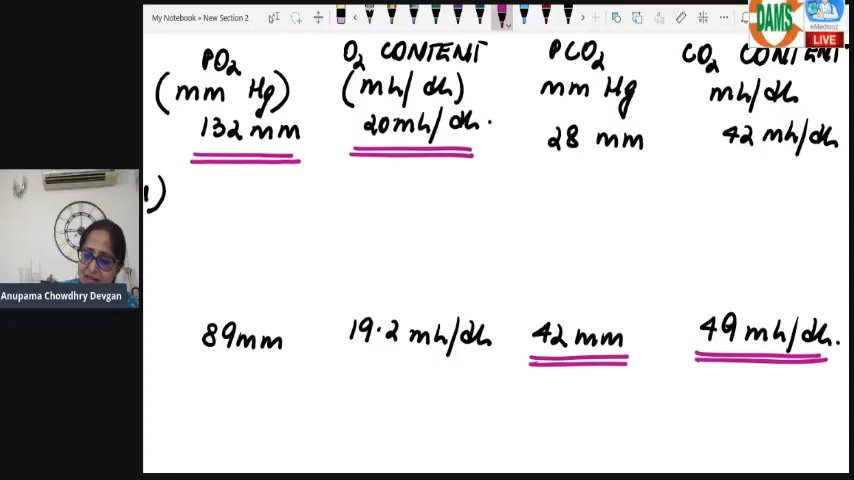 My Notebook > New Section 2
DAMS
eMedicoz
LIVE
PO2 O2 CONTENT PCO2 CO2 CONTENT
(mm Hg) (ml/dl) mm Hg ml/dl
132 mm 20ml/dl. 28 mm 42 ml/dl
)
89mm 19.2 ml/dl 42 mm 49 ml/dl.
Anupama Chowdhry Devgan